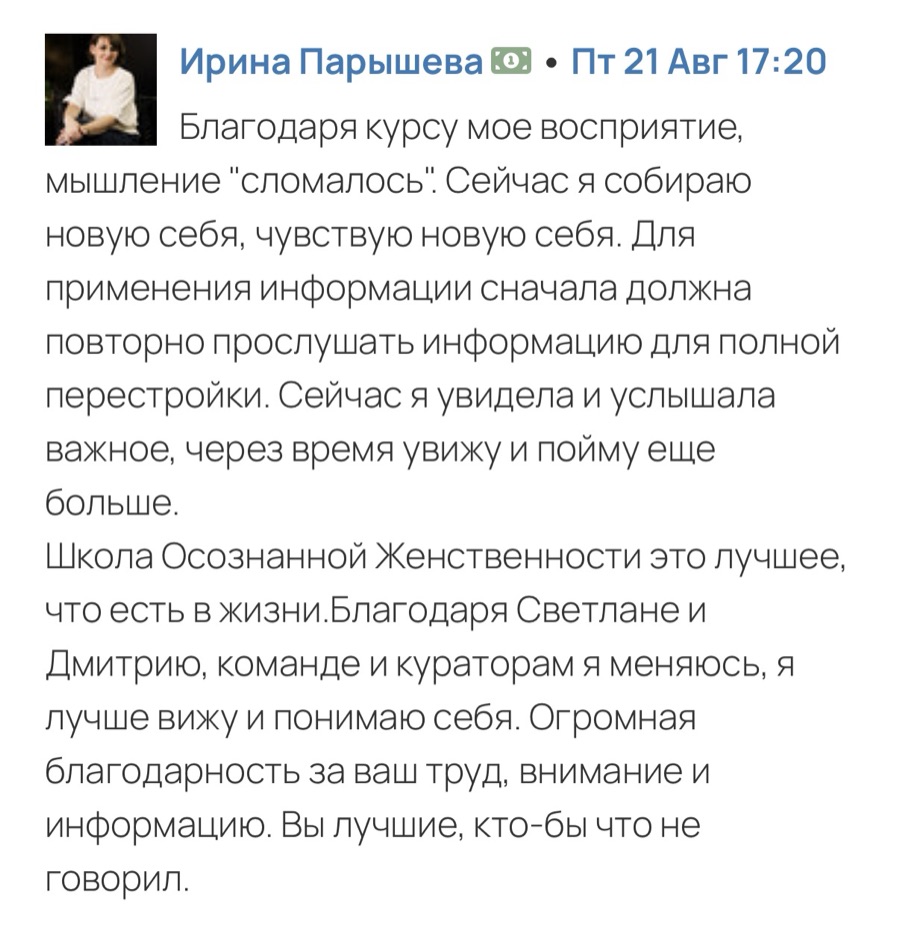 Ирина Парышева • Пт 21 Авг 17:20
Благодаря курсу мое восприятие,
мышление "сломалось". Сейчас я собираю
новую себя, чувствую новую себя. Для
применения информации сначала должна
повторно прослушать информацию для полной
перестройки. Сейчас я увидела и услышала
важное, через время увижу и пойму еще
больше.
Школа Осознанной Женственности это лучшее,
что есть в жизни.Благодаря Светлане и
Дмитрию, команде и кураторам я меняюсь, я
лучше вижу и понимаю себя. Огромная
благодарность за ваш труд, внимание и
информацию. Вы лучшие, кто-бы что не
говорил.